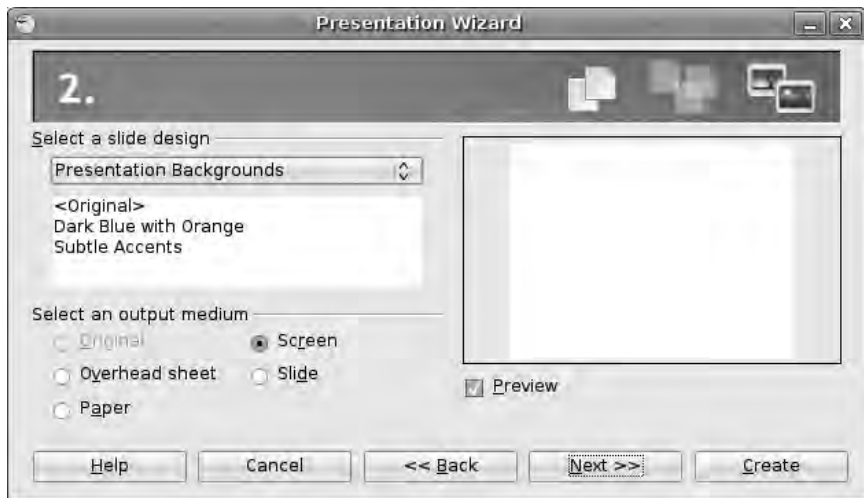 Presentation Wizard
2.
Select a slide design
Presentation Backgrounds
<Original>
Dark Blue with Orange
Subtle Accents
Select an output medium
Original
Screen
Overhead sheet
Slide
Paper
Preview
Help
Cancel
<< Back
Next >>
Create